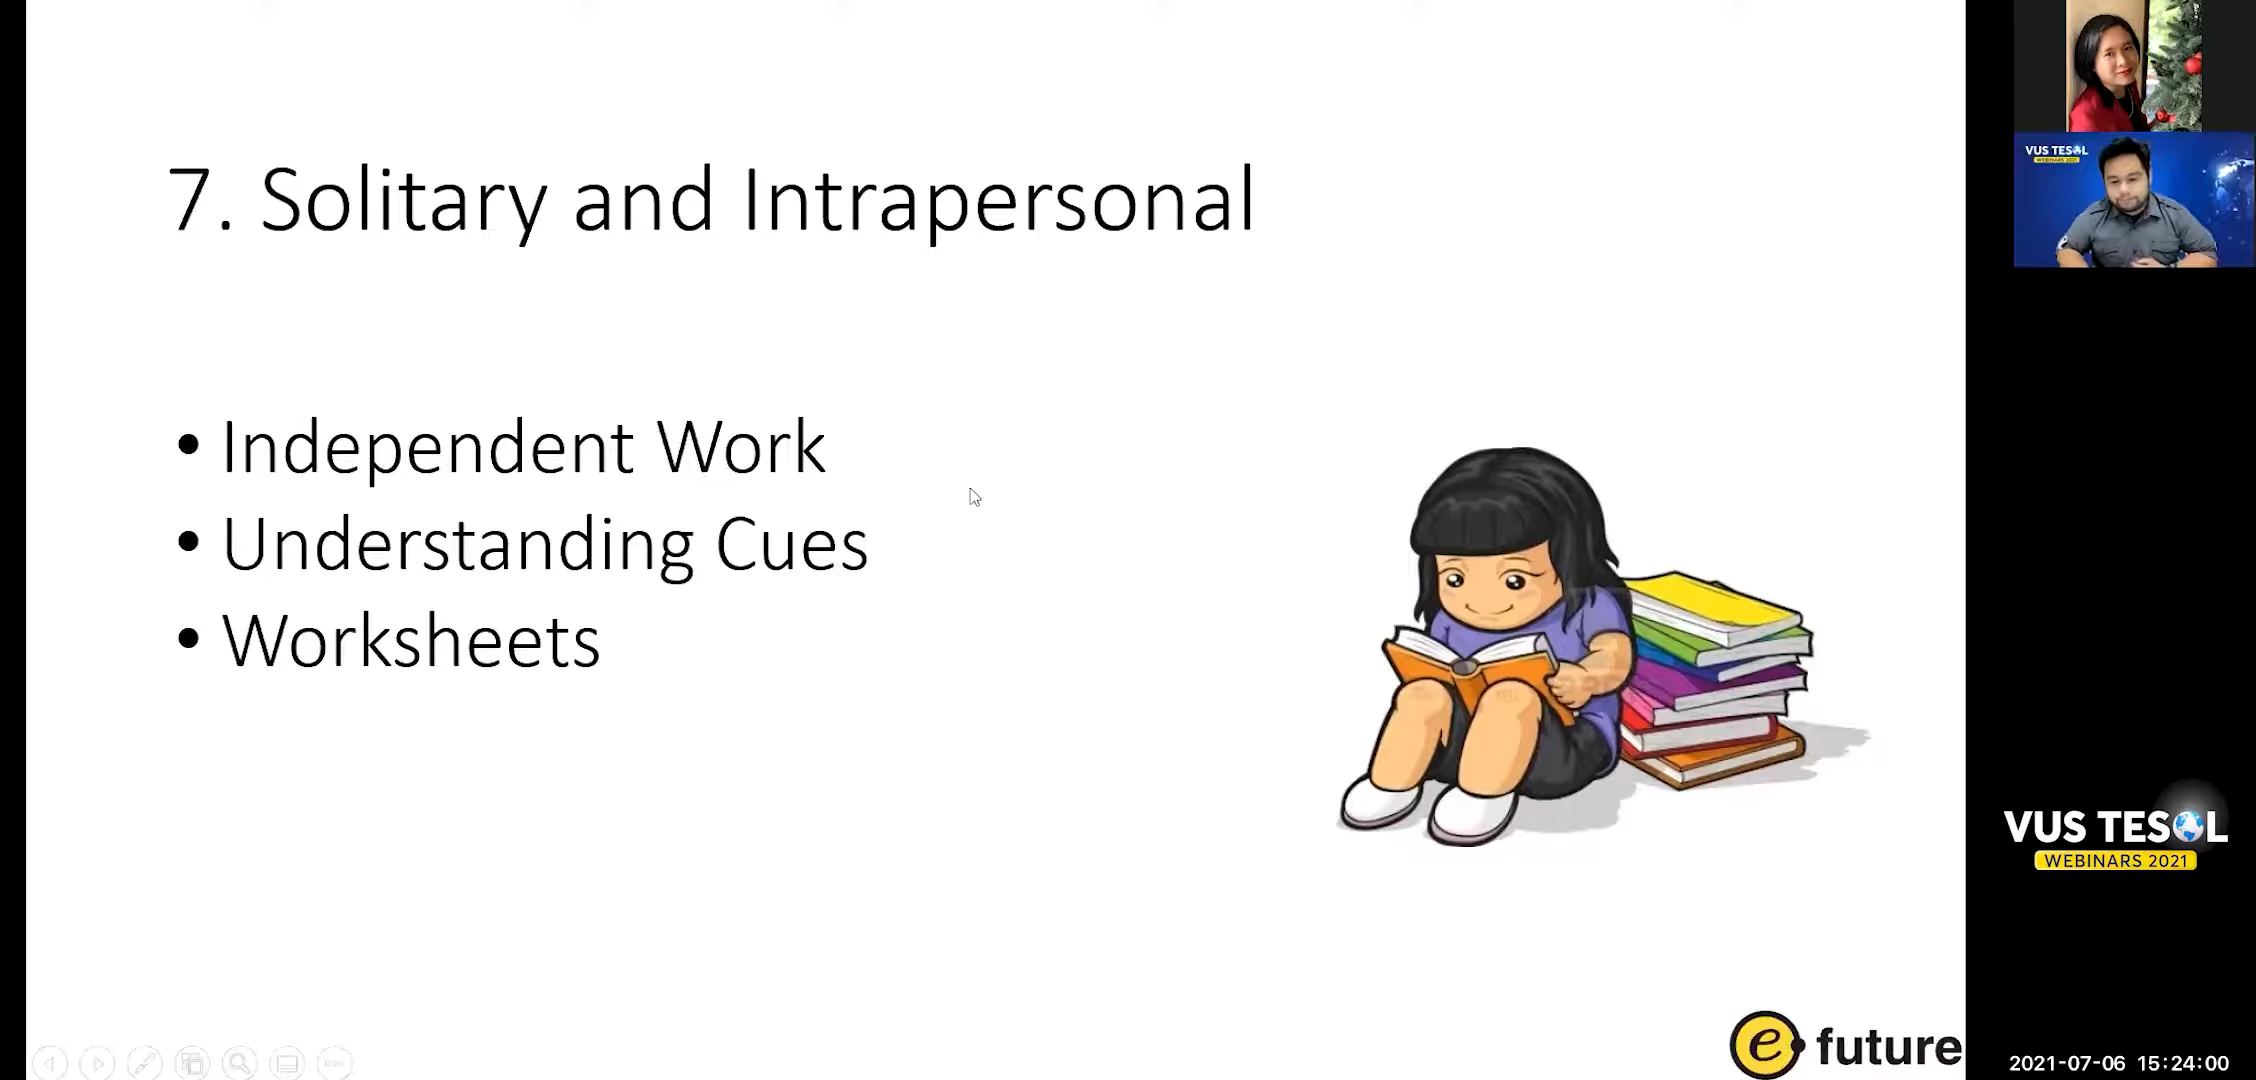 7. Solitary and Intrapersonal
• Independent Work
• Understanding Cues
• Worksheets
e future
VUS TESOL
WEBINARS 2021
VUS TESOL
WEBINARS 2021
2021-07-06 15:24:00